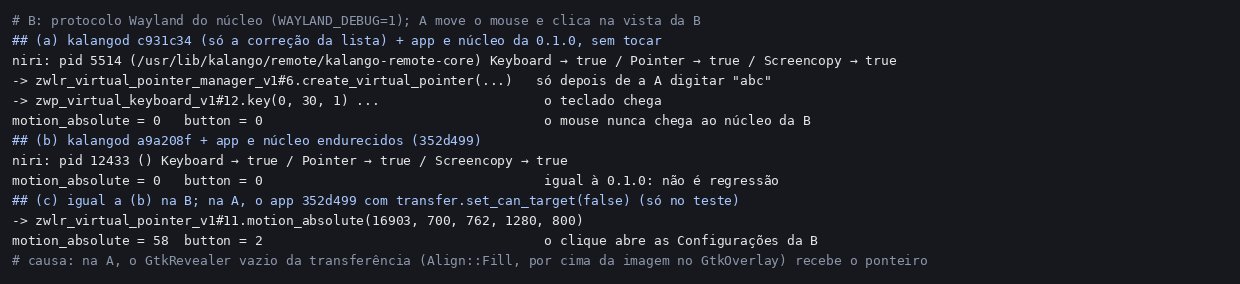 # B: protocolo Wayland do núcleo (WAYLAND_DEBUG=1); A move o mouse e clica na vista da B
## (a) kalangod c931c34 (só a correção da lista) + app e núcleo da 0.1.0, sem tocar
niri: pid 5514 (/usr/lib/kalango/remote/kalango-remote-core) Keyboard → true / Pointer → true / Screencopy → true
-> zwlr_virtual_pointer_manager_v1#6.create_virtual_pointer(...)   só depois de a A digitar "abc"
-> zwp_virtual_keyboard_v1#12.key(0, 30, 1) ...                     o teclado chega
motion_absolute = 0   button = 0                                    o mouse nunca chega ao núcleo da B
## (b) kalangod a9a208f + app e núcleo endurecidos (352d499)
niri: pid 12433 () Keyboard → true / Pointer → true / Screencopy → true
motion_absolute = 0   button = 0                                    igual à 0.1.0: não é regressão
## (c) igual a (b) na B; na A, o app 352d499 com transfer.set_can_target(false) (só no teste)
-> zwlr_virtual_pointer_v1#11.motion_absolute(16903, 700, 762, 1280, 800)
motion_absolute = 58  button = 2                                    o clique abre as Configurações da B
# causa: na A, o GtkRevealer vazio da transferência (Align::Fill, por cima da imagem no GtkOverlay) recebe o ponteiro